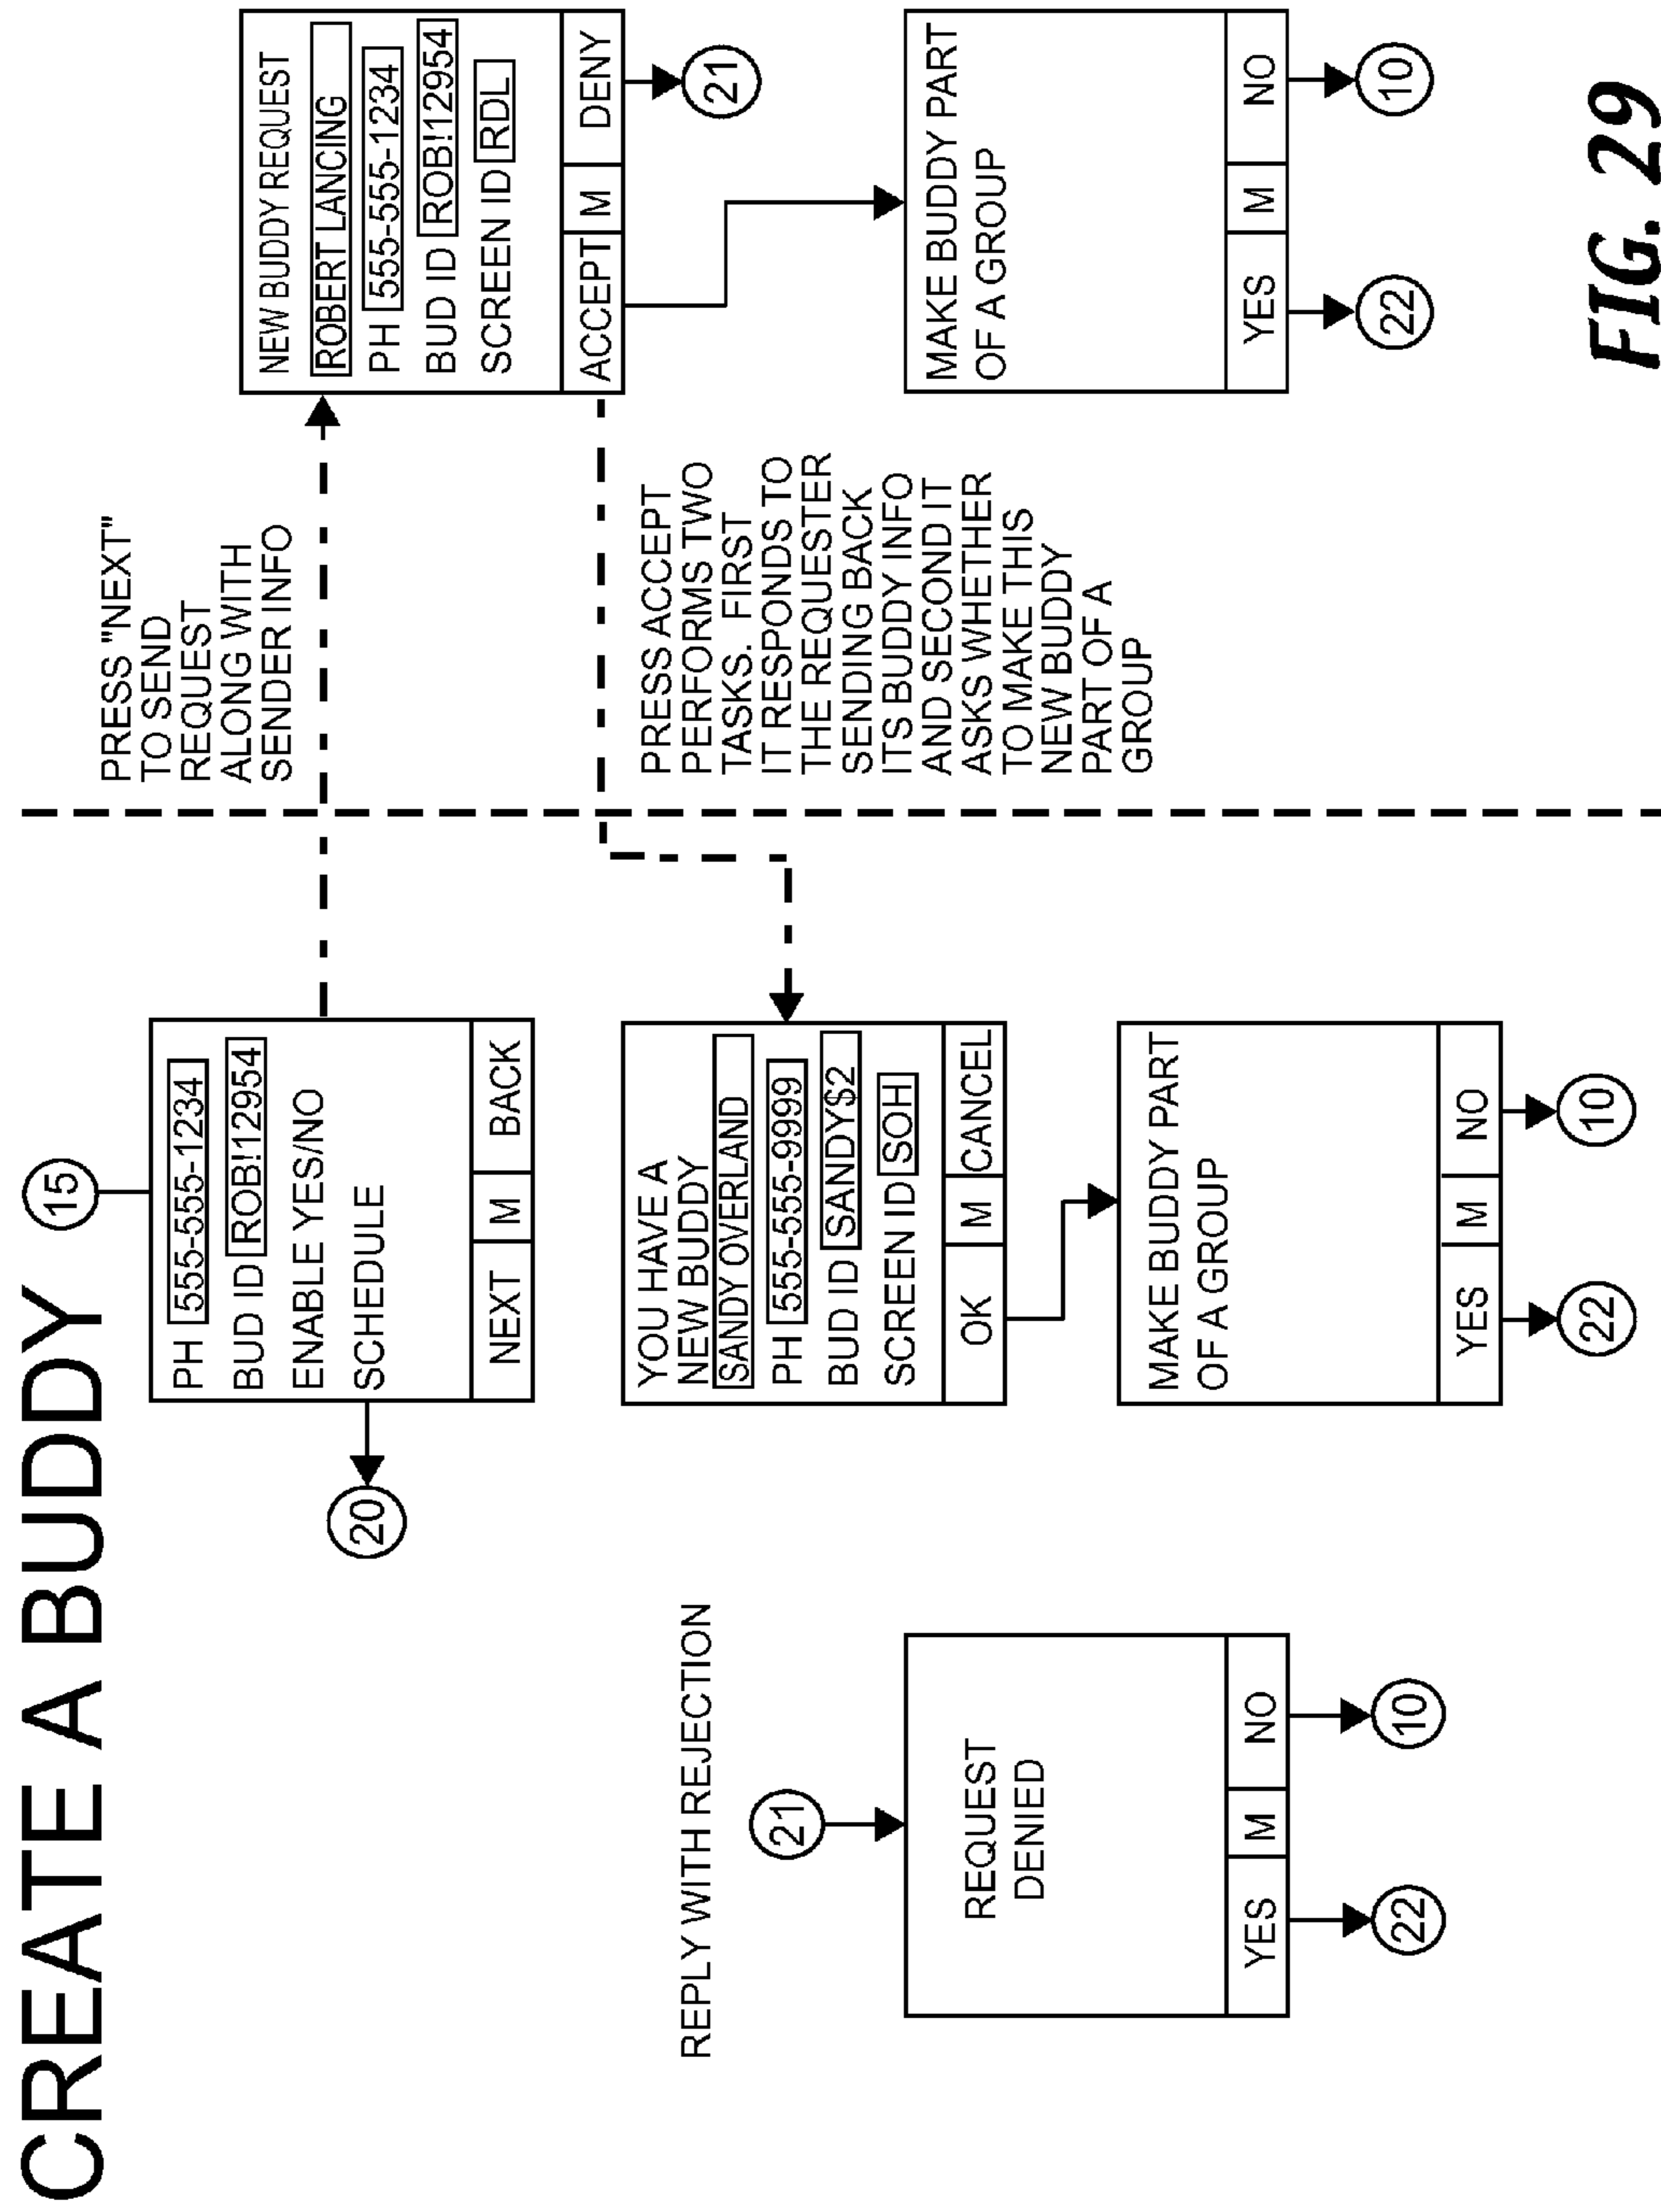 CREATE A BUDDY
15
PH 555-555-1234
BUD ID ROB!12954
ENABLE YES/NO
SCHEDULE
NEXT M BACK
20
PRESS "NEXT"
TO SEND
REQUEST
ALONG WITH
SENDER INFO
NEW BUDDY REQUEST
ROBERT LANCING
PH 555-555-1234
BUD ID ROB!12954
SCREEN ID RDL
ACCEPT M DENY
21
PRESS ACCEPT
PERFORMS TWO
TASKS. FIRST
IT RESPONDS TO
THE REQUESTER
SENDING BACK
ITS BUDDY INFO
AND SECOND IT
ASKS WHETHER
TO MAKE THIS
NEW BUDDY
PART OF A
GROUP
MAKE BUDDY PART
OF A GROUP
YES M NO
22 10
YOU HAVE A
NEW BUDDY
SANDY OVERLAND
PH 555-555-9999
BUD ID SANDY$2
SCREEN ID SOH
OK M CANCEL
MAKE BUDDY PART
OF A GROUP
YES M NO
22 10
REPLY WITH REJECTION
21
REQUEST
DENIED
YES M NO
22 10
FIG. 29